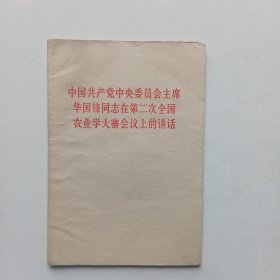 中国共产党中央委员会主席
华国锋同志在第二次全国
农业学大寨会议上的讲话